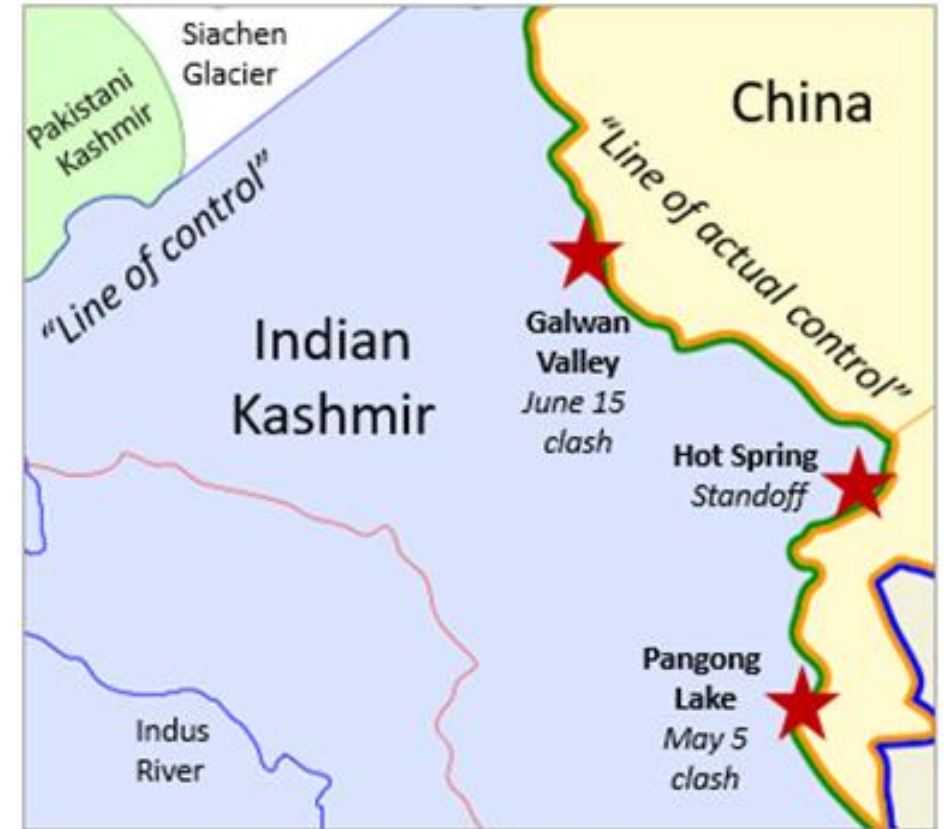 Siachen
Glacier
Pakistani
Kashmir
China
“Line of control”
“Line of actual control”
Galwan
Valley
June 15
clash
Indian
Kashmir
Hot Spring
Standoff
Pangong
Lake
May 5
clash
Indus
River